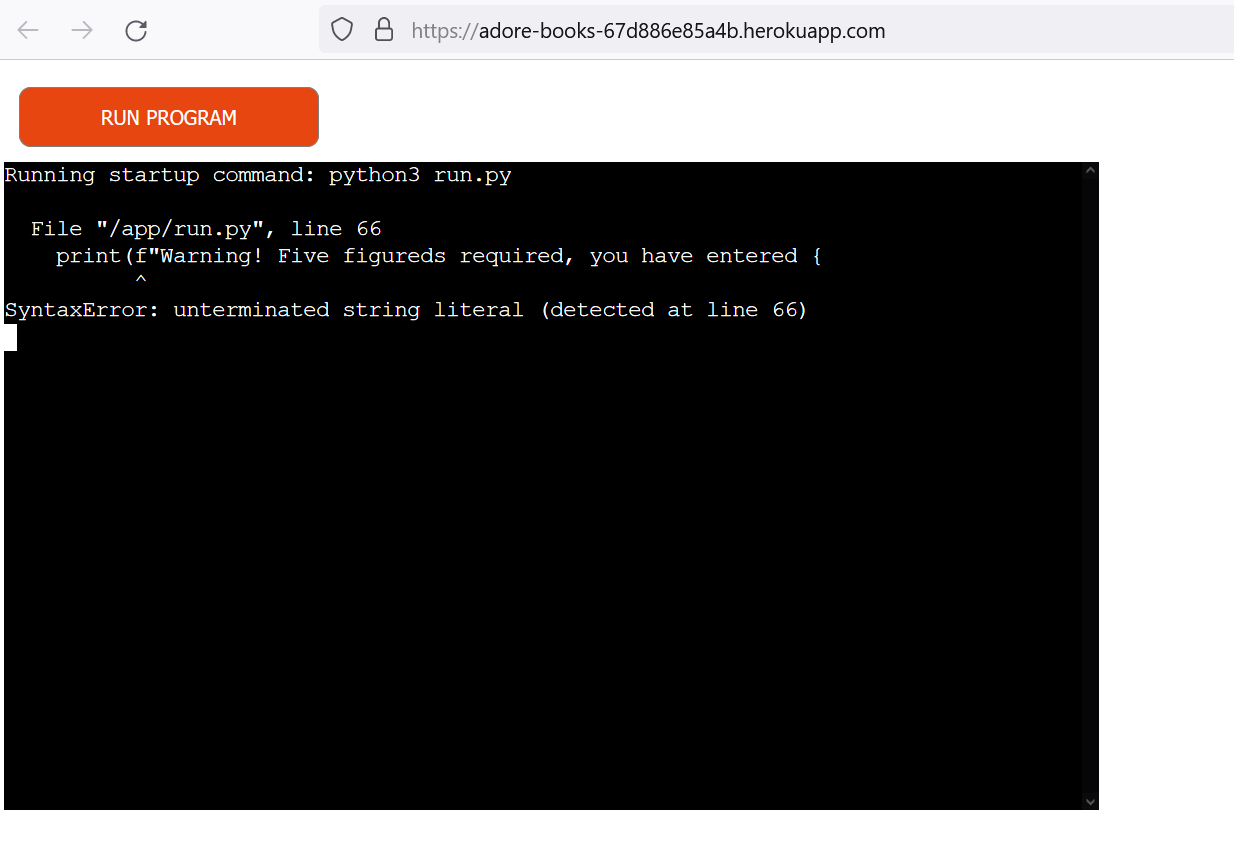 https://adore-books-67d886e85a4b.herokuapp.com
RUN PROGRAM
Running startup command: python3 run.py
File "/app/run.py", line 66
print(f"Warning! Five figureds required, you have entered {
^
SyntaxError: unterminated string literal (detected at line 66)